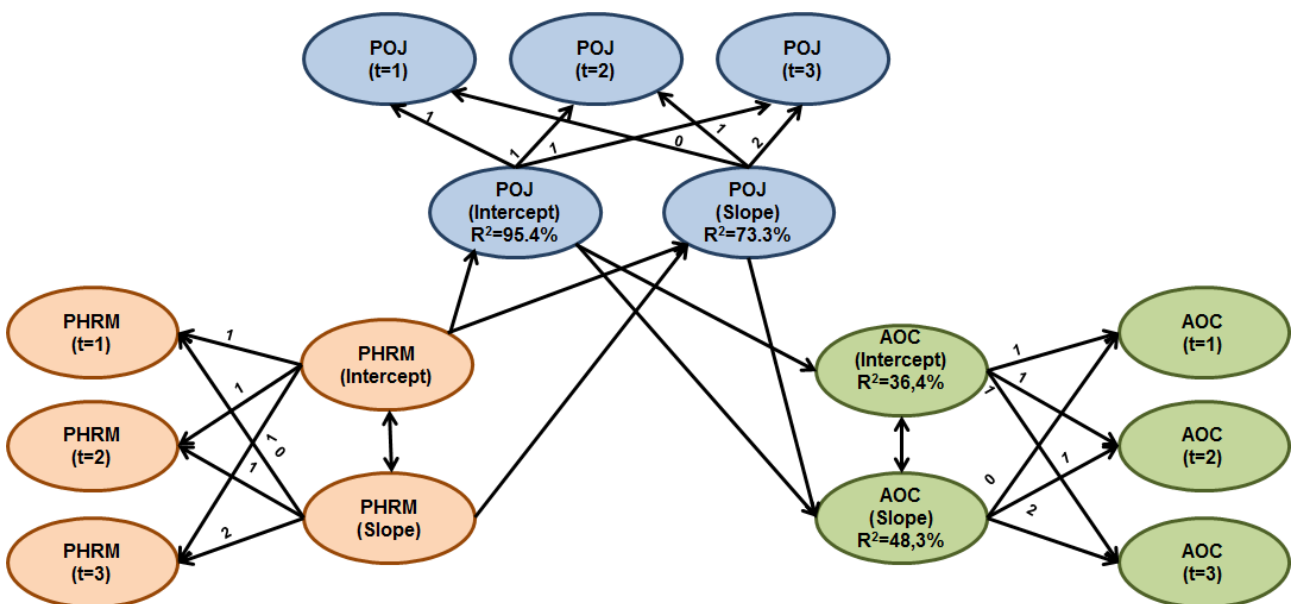 POJ
(t=1)
POJ
(t=2)
POJ
(t=3)
1
1
1
0
1
2
POJ
(Intercept)
R²=95.4%
POJ
(Slope)
R²=73.3%
PHRM
(t=1)
PHRM
(t=2)
PHRM
(t=3)
1
1
1
0
1
2
PHRM
(Intercept)
PHRM
(Slope)
AOC
(Intercept)
R²=36,4%
AOC
(Slope)
R²=48,3%
1
1
1
0
1
2
AOC
(t=1)
AOC
(t=2)
AOC
(t=3)